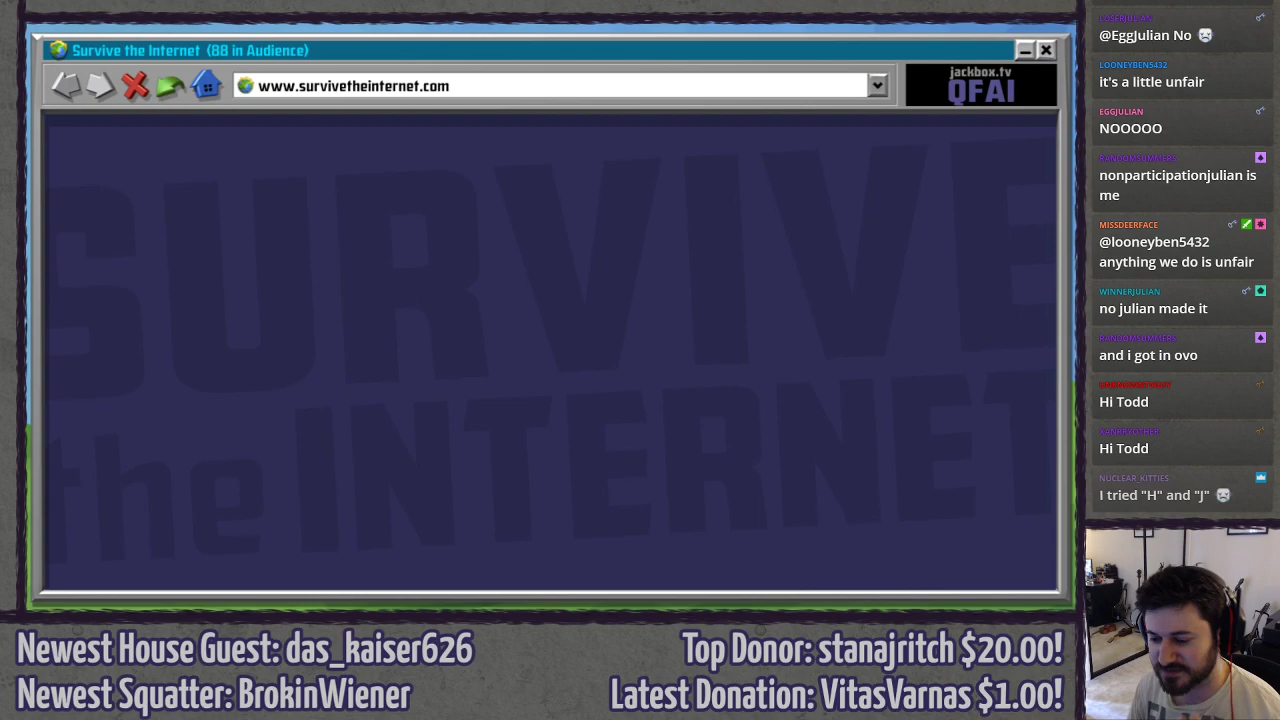 Survive the Internet (88 in Audience)
www.survivetheinternet.com
jackbox.tv
QFAI
SURVIVE
the INTERNET
LOSERJULIAN
@EggJulian No
LOONEYBEN5432
it's a little unfair
EGGJULIAN
NOOOOO
RANDOMSUMMERS
nonparticipationjulian is
me
MISSDEERFACE
@looneyben5432
anything we do is unfair
WINNERJULIAN
no julian made it
RANDOMSUMMERS
and i got in ovo
Hi Todd
Hi Todd
NUCLEAR_KITTIES
I tried "H" and "J"
Newest House Guest: das_kaiser626
Newest Squatter: BrokinWiener
Top Donor: stanajritch $20.00!
Latest Donation: VitasVarnas $1.00!